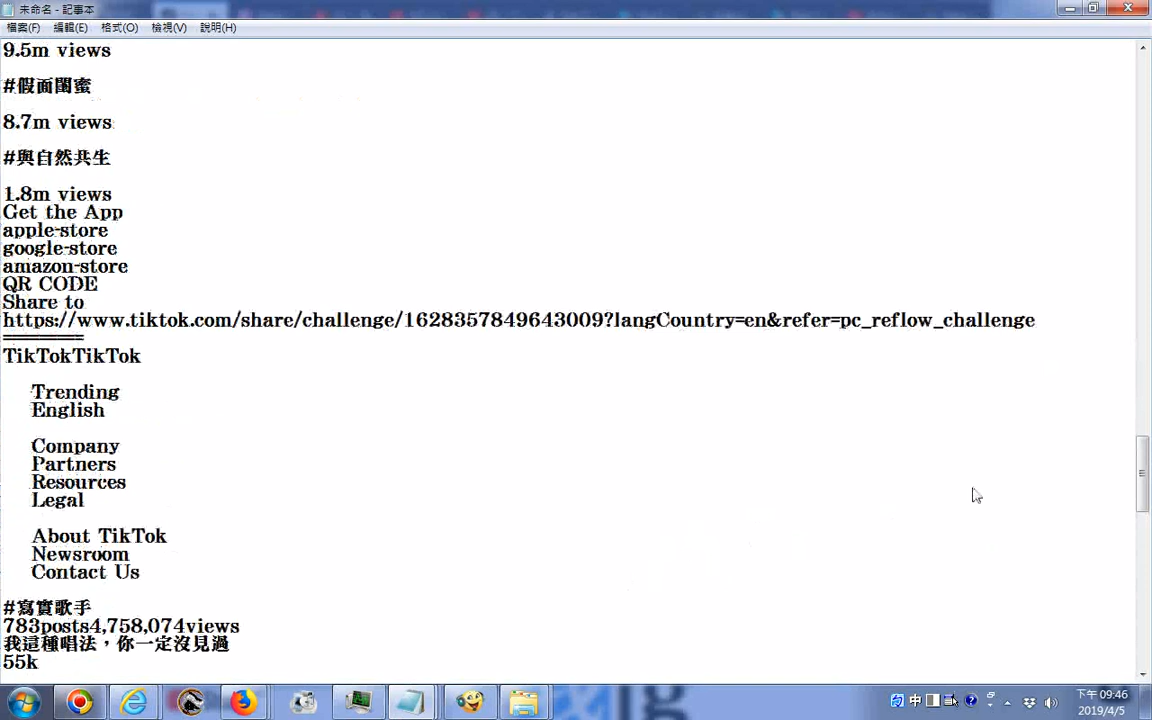 未命名 - 記事本
檔案(F) 編輯(E) 格式(O) 檢視(V) 說明(H)
9.5m views
#假面閨蜜
8.7m views
#與自然共生
1.8m views
Get the App
apple-store
google-store
amazon-store
QR CODE
Share to
https://www.tiktok.com/share/challenge/1628357849643009?langCountry=en&refer=pc_reflow_challenge
=========
TikTokTikTok
Trending
English
Company
Partners
Resources
Legal
About TikTok
Newsroom
Contact Us
#寫實歌手
783posts4,758,074views
我這種唱法，你一定沒見過
55k
中
下午 09:46
2019/4/5